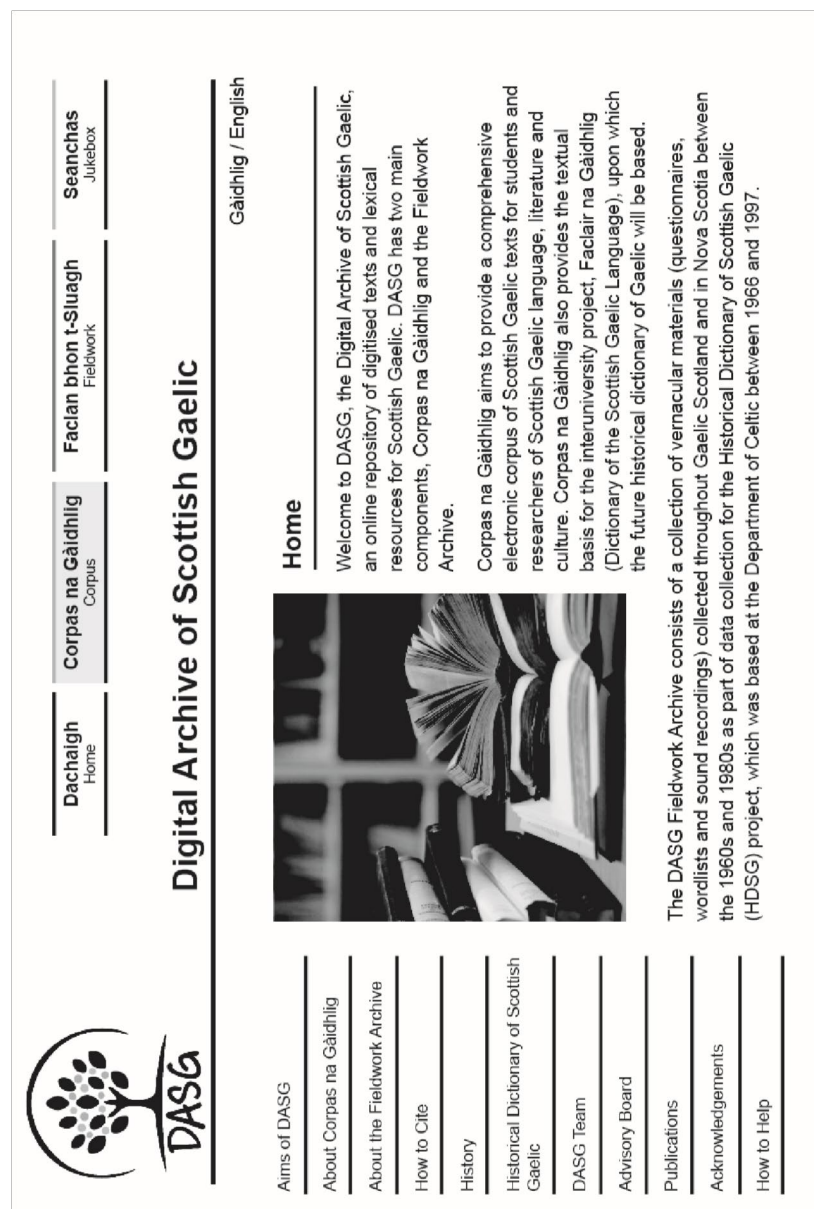 DASG
Dachaigh
Home
Corpas na Gàidhlig
Corpus
Faclan bhon t-Sluagh
Fieldwork
Seanchas
Jukebox
Digital Archive of Scottish Gaelic
Gàidhlig / English
Aims of DASG
About Corpas na Gàidhlig
About the Fieldwork Archive
How to Cite
History
Historical Dictionary of Scottish
Gaelic
DASG Team
Advisory Board
Publications
Acknowledgements
How to Help
Home
Welcome to DASG, the Digital Archive of Scottish Gaelic,
an online repository of digitised texts and lexical
resources for Scottish Gaelic. DASG has two main
components, Corpas na Gàidhlig and the Fieldwork
Archive.
Corpas na Gàidhlig aims to provide a comprehensive
electronic corpus of Scottish Gaelic texts for students and
researchers of Scottish Gaelic language, literature and
culture. Corpas na Gàidhlig also provides the textual
basis for the interuniversity project, Faclair na Gàidhlig
(Dictionary of the Scottish Gaelic Language), upon which
the future historical dictionary of Gaelic will be based.
The DASG Fieldwork Archive consists of a collection of vernacular materials (questionnaires,
wordlists and sound recordings) collected throughout Gaelic Scotland and in Nova Scotia between
the 1960s and 1980s as part of data collection for the Historical Dictionary of Scottish Gaelic
(HDSG) project, which was based at the Department of Celtic between 1966 and 1997.